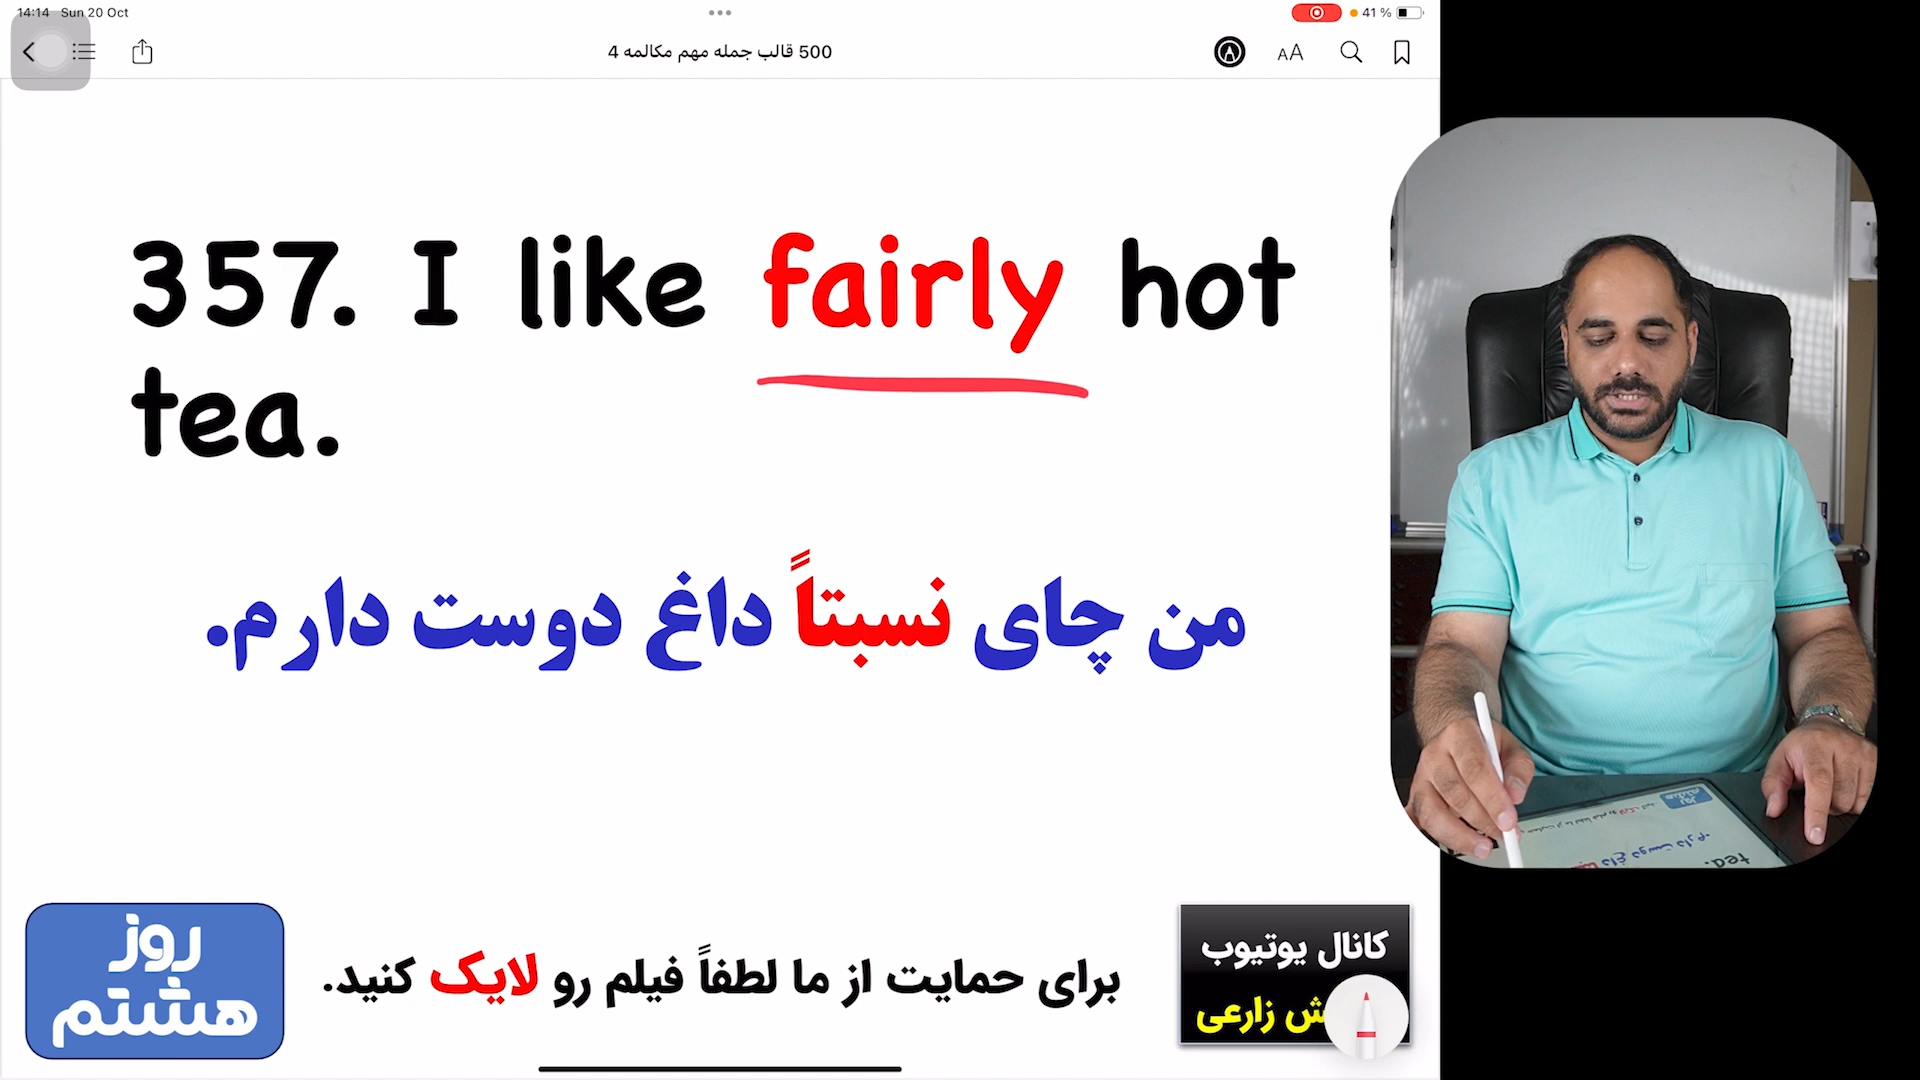 14:14 Sun 20 Oct
41 %
500 قالب جمله مهم مکالمه 4
AA
357. I like fairly hot
tea.
من چای نسبتاً داغ دوست دارم.
روز
هشتم
برای حمایت از ما لطفاً فیلم رو لایک کنید.
کانال یوتیوب
زارعی